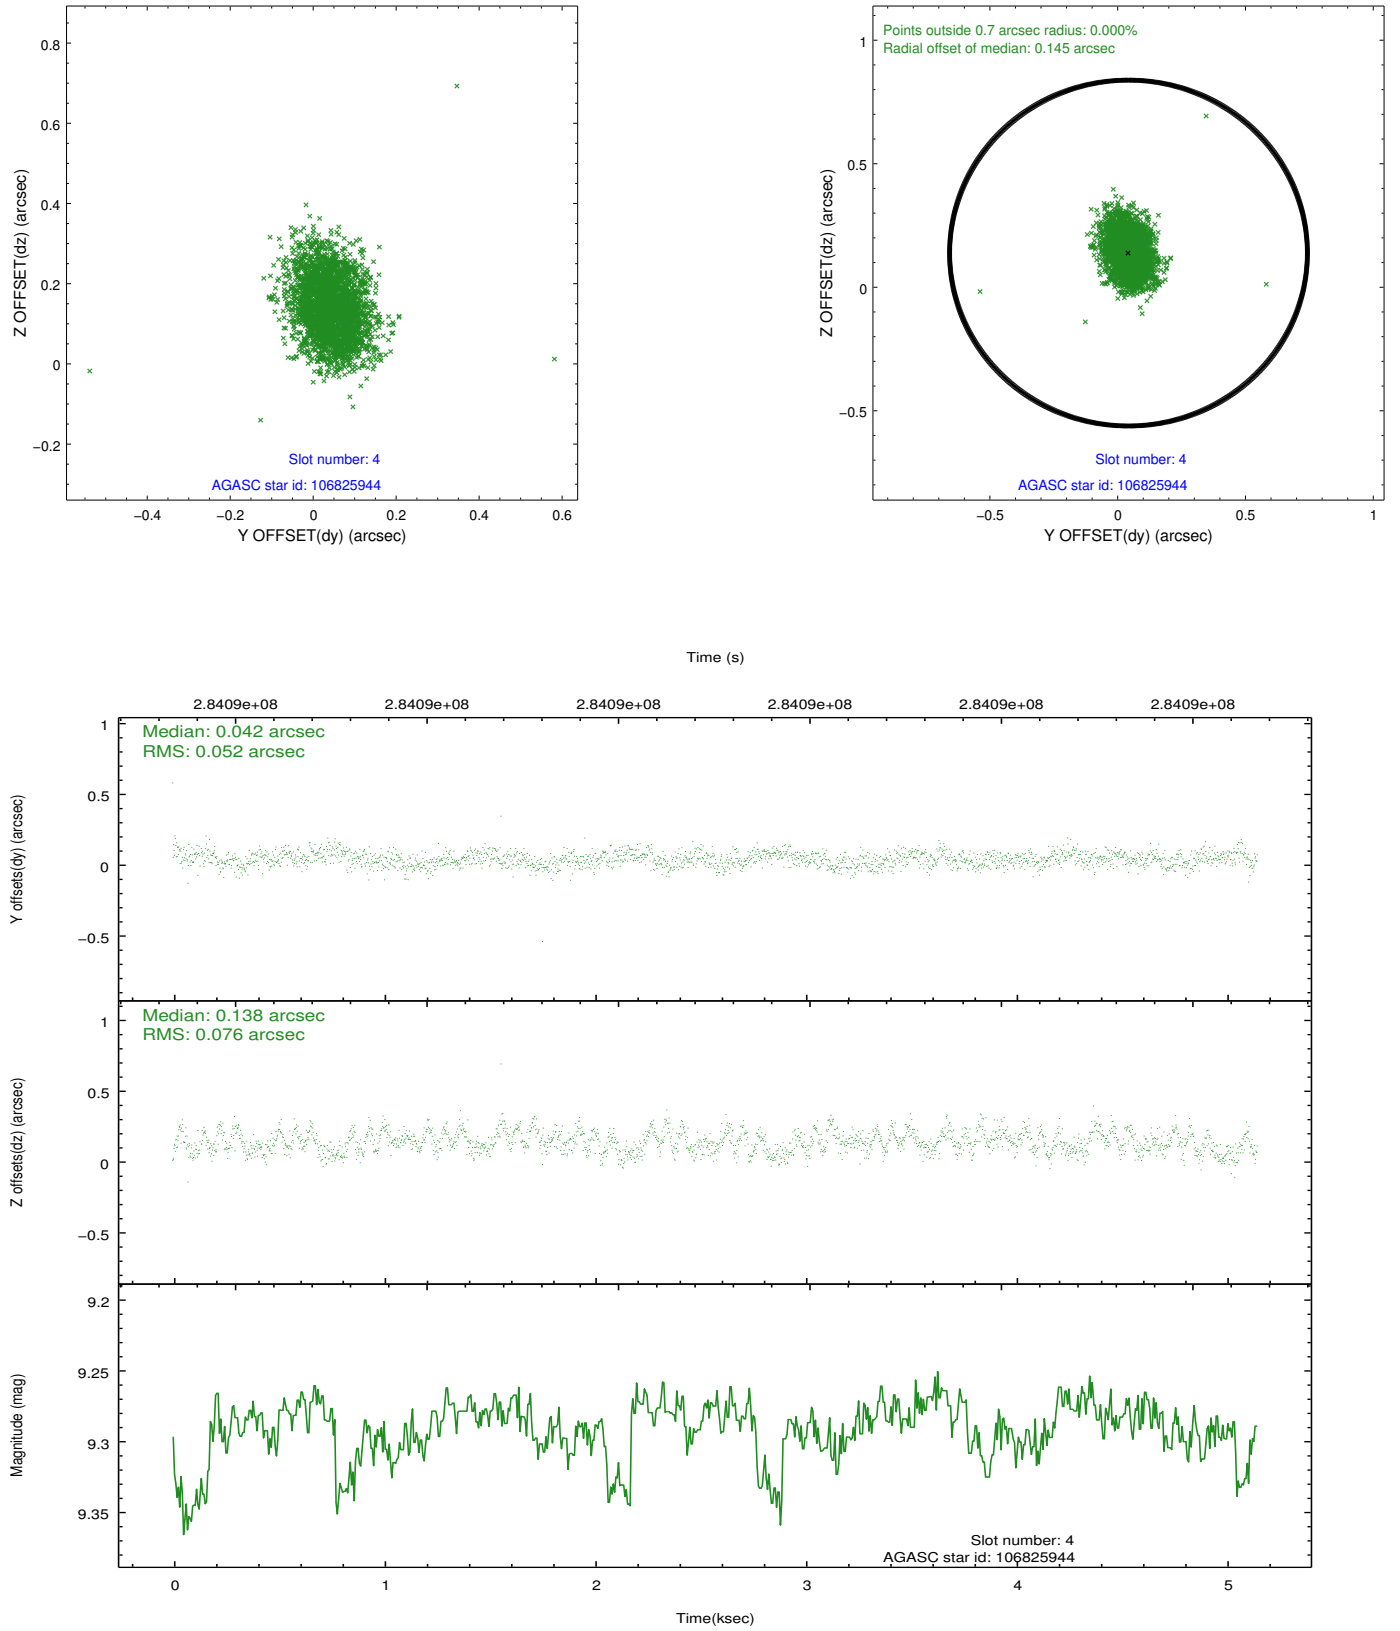 0.8
0.6
0.4
0.2
0
−0.2
Z OFFSET(dz) (arcsec)
Slot number: 4
AGASC star id: 106825944
−0.4 −0.2 0 0.2 0.4 0.6
Y OFFSET(dy) (arcsec)
Points outside 0.7 arcsec radius: 0.000%
Radial offset of median: 0.145 arcsec
1
0.5
0
−0.5
Z OFFSET(dz) (arcsec)
Slot number: 4
AGASC star id: 106825944
−0.5 0 0.5 1
Y OFFSET(dy) (arcsec)
Time (s)
2.8409e+08 2.8409e+08 2.8409e+08 2.8409e+08 2.8409e+08 2.8409e+08
Median: 0.042 arcsec
RMS: 0.052 arcsec
1
0.5
0
−0.5
Y offsets(dy) (arcsec)
Median: 0.138 arcsec
RMS: 0.076 arcsec
1
0.5
0
−0.5
Z offsets(dz) (arcsec)
9.2
9.25
9.3
9.35
Magnitude (mag)
Slot number: 4
AGASC star id: 106825944
0 1 2 3 4 5
Time(ksec)